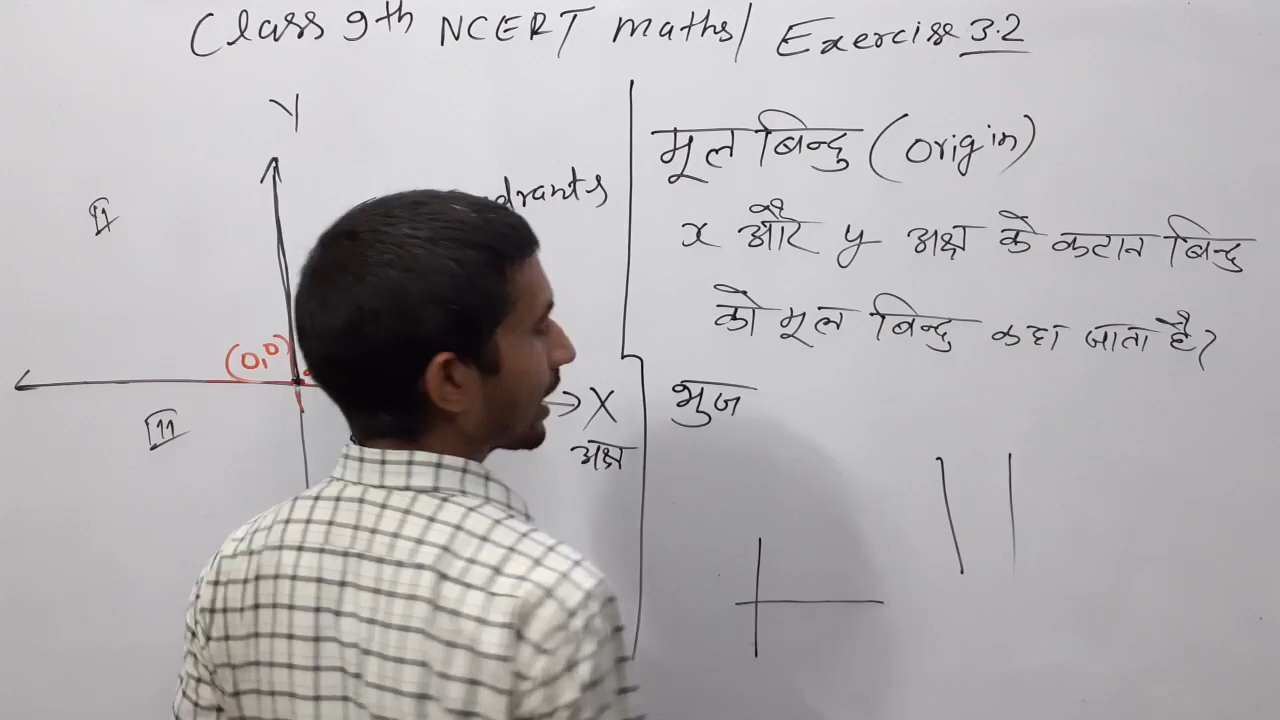 Class 9th NCERT maths/ Exercise 3.2
Y
II
(0,0)
III
X
अक्ष
मूल बिन्दु (origin)
x और y अक्ष के कटान बिन्दु
को मूल बिन्दु कहा जाता है?
भुज